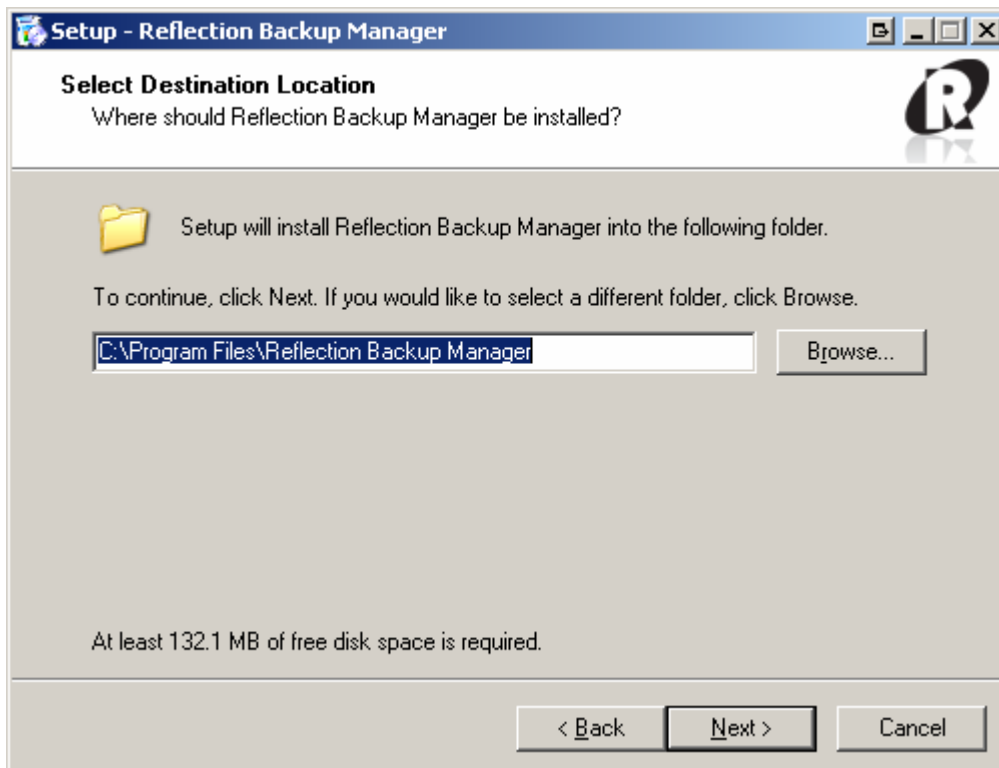 Setup - Reflection Backup Manager
Select Destination Location
Where should Reflection Backup Manager be installed?
R
Setup will install Reflection Backup Manager into the following folder.
To continue, click Next. If you would like to select a different folder, click Browse.
C:\Program Files\Reflection Backup Manager
Browse...
At least 132.1 MB of free disk space is required.
< Back
Next >
Cancel